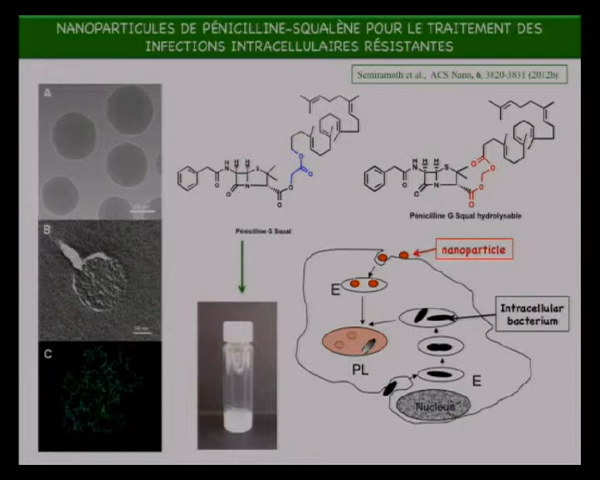 NANOPARTICULES DE PÉNICILLINE-SQUALÈNE POUR LE TRAITEMENT DES
INFECTIONS INTRACELLULAIRES RÉSISTANTES
Semiramoth et al., ACS Nano, 6, 3820-3831 (2012b)
A
B
C
Pénicilline G Squal
Pénicilline G Squal hydrolysable
nanoparticle
E
Intracellular
bacterium
PL
E
Nucleus